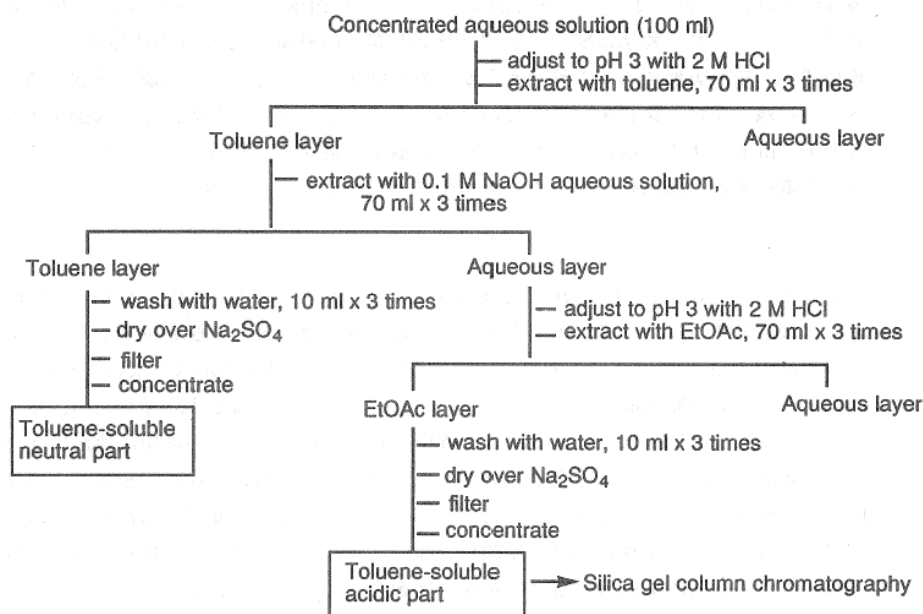 Concentrated aqueous solution (100 ml)
adjust to pH 3 with 2 M HCl
extract with toluene, 70 ml x 3 times
Toluene layer
Aqueous layer
extract with 0.1 M NaOH aqueous solution,
70 ml x 3 times
Toluene layer
Aqueous layer
wash with water, 10 ml x 3 times
dry over Na₂SO₄
filter
concentrate
adjust to pH 3 with 2 M HCl
extract with EtOAc, 70 ml x 3 times
Toluene-soluble
neutral part
EtOAc layer
Aqueous layer
wash with water, 10 ml x 3 times
dry over Na₂SO₄
filter
concentrate
Toluene-soluble
acidic part
Silica gel column chromatography